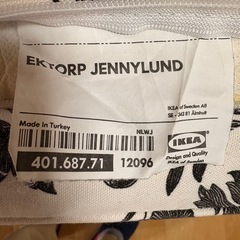 EKTORP JENNYLUND
IKEA of Sweden AB
SE - 343 81 Älmhult
Made in Turkey
NLWJ
IKEA
401.687.71
12096
Design and Quality
IKEA of Sweden